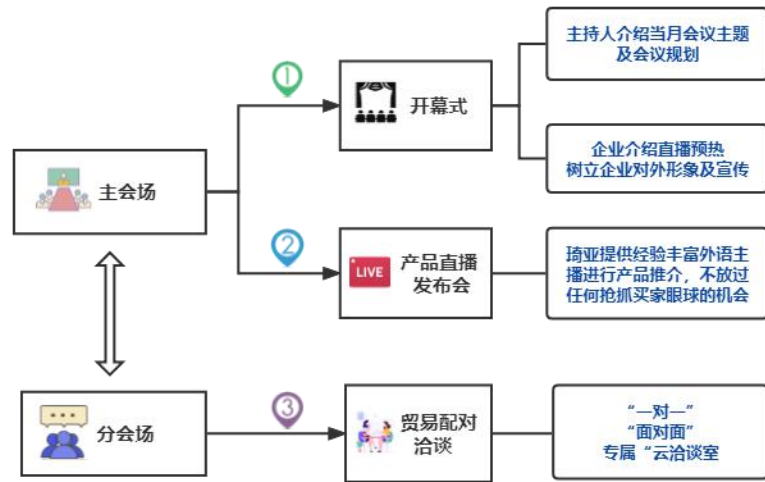 主会场
①
开幕式
主持人介绍当月会议主题
及会议规划
企业介绍直播预热
树立企业对外形象及宣传
②
LIVE
产品直播
发布会
琦亚提供经验丰富外语主
播进行产品推介，不放过
任何抢抓买家眼球的机会
分会场
③
贸易配对
洽谈
“一对一”
“面对面”
专属“云洽谈室